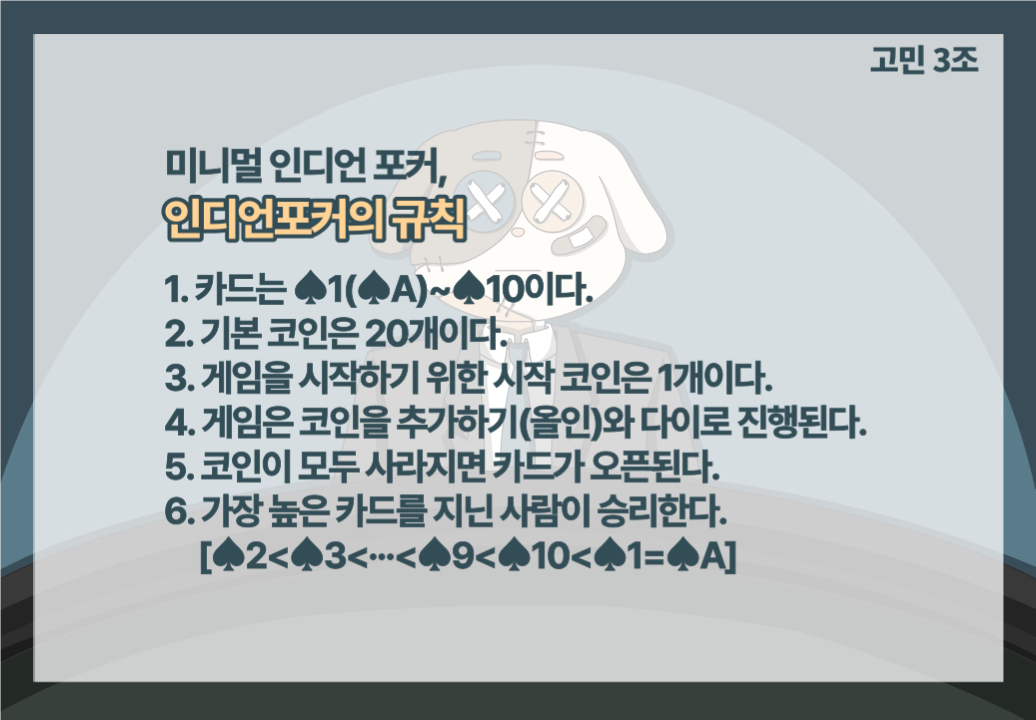 고민 3조
미니멀 인디언 포커,
인디언포커의 규칙
1. 카드는 ♠1(♠A)~♠10이다.
2. 기본 코인은 20개이다.
3. 게임을 시작하기 위한 시작 코인은 1개이다.
4. 게임은 코인을 추가하기(올인)와 다이로 진행된다.
5. 코인이 모두 사라지면 카드가 오픈된다.
6. 가장 높은 카드를 지닌 사람이 승리한다.
[♠2<♠3<···<♠9<♠10<♠1=♠A]